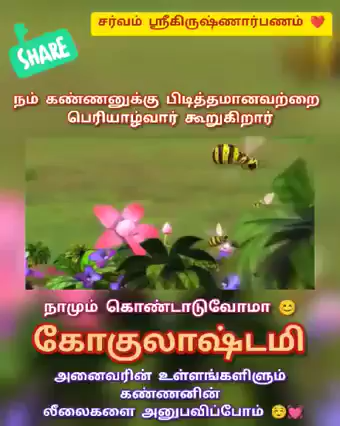 சர்வம் ஸ்ரீகிருஷ்ணார்பணம் ❤️
SHARE
நம் கண்ணனுக்கு பிடித்தமானவற்றை
பெரியாழ்வார் கூறுகிறார்
நாமும் கொண்டாடுவோமா 😊
கோகுலாஷ்டமி
அனைவரின் உள்ளங்களிளும்
கண்ணனின்
லீலைகளை அனுபவிப்போம் ☺️💓